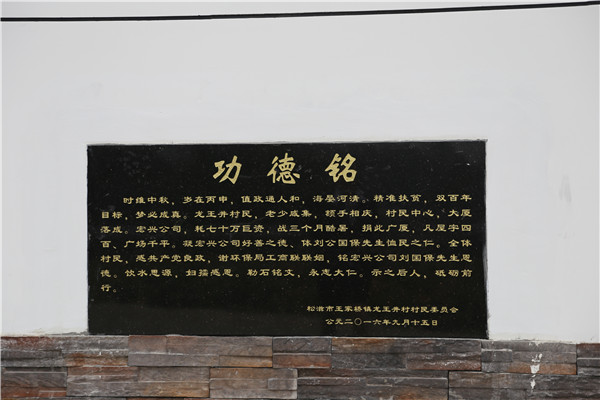 功德铭
时维中秋，岁在丙申，值政通人和，海晏河清。精准扶贫，双百年
目标，梦必成真。龙王井村民，老少咸集，额手相庆，村民中心，大厦
落成。宏兴公司，耗七十万巨资，战三个月酷暑，捐此广厦，凡屋宇四
百、广场千平。凝宏兴公司好善之德，体刘公国保先生恤民之仁。全体
村民，感共产党良政，谢环保局工商联联姻，铭宏兴公司刘国保先生恩
德。饮水思源，妇孺感恩。勒石铭文，永志大仁。示之后人，砥砺前
行。
松滋市王家桥镇龙王井村村民委员会
公元二〇一六年九月十五日